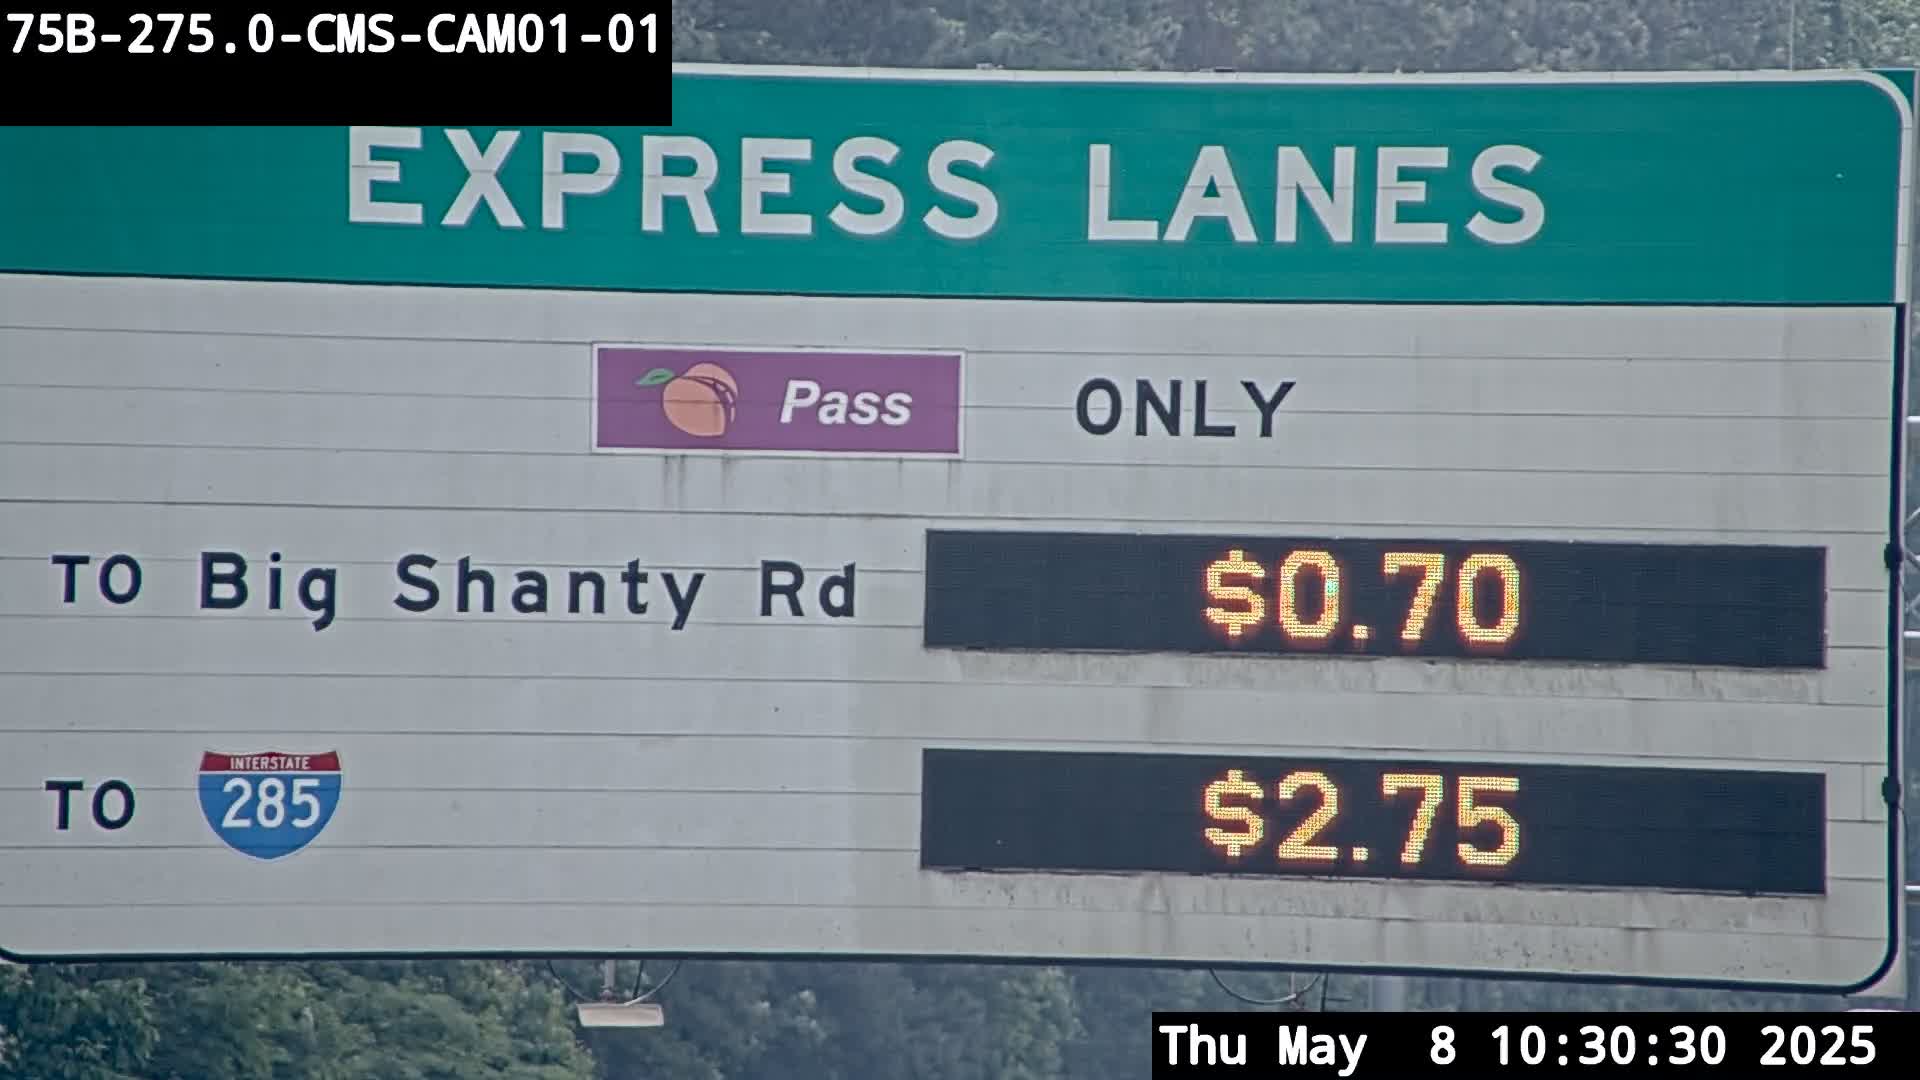 75B-275.0-CMS-CAM01-01
EXPRESS LANES
Pass ONLY
TO Big Shanty Rd $0.70
TO INTERSTATE 285 $2.75
Thu May 8 10:30:30 2025